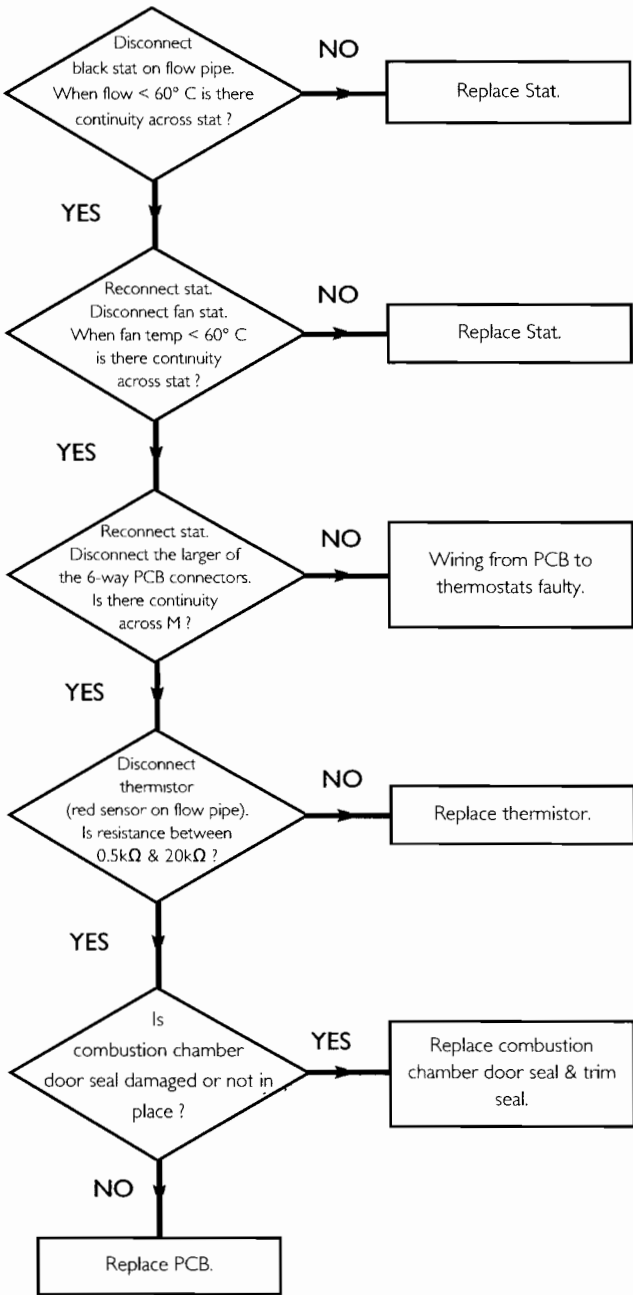 Disconnect
black stat on flow pipe.
When flow < 60° C is there
continuity across stat ?
NO
Replace Stat.
YES
Reconnect stat.
Disconnect fan stat.
When fan temp < 60° C
is there continuity
across stat ?
NO
Replace Stat.
YES
Reconnect stat.
Disconnect the larger of
the 6-way PCB connectors.
Is there continuity
across M ?
NO
Wiring from PCB to
thermostats faulty.
YES
Disconnect
thermistor
(red sensor on flow pipe).
Is resistance between
0.5kΩ & 20kΩ ?
NO
Replace thermistor.
YES
Is
combustion chamber
door seal damaged or not in
place ?
YES
Replace combustion
chamber door seal & trim
seal.
NO
Replace PCB.